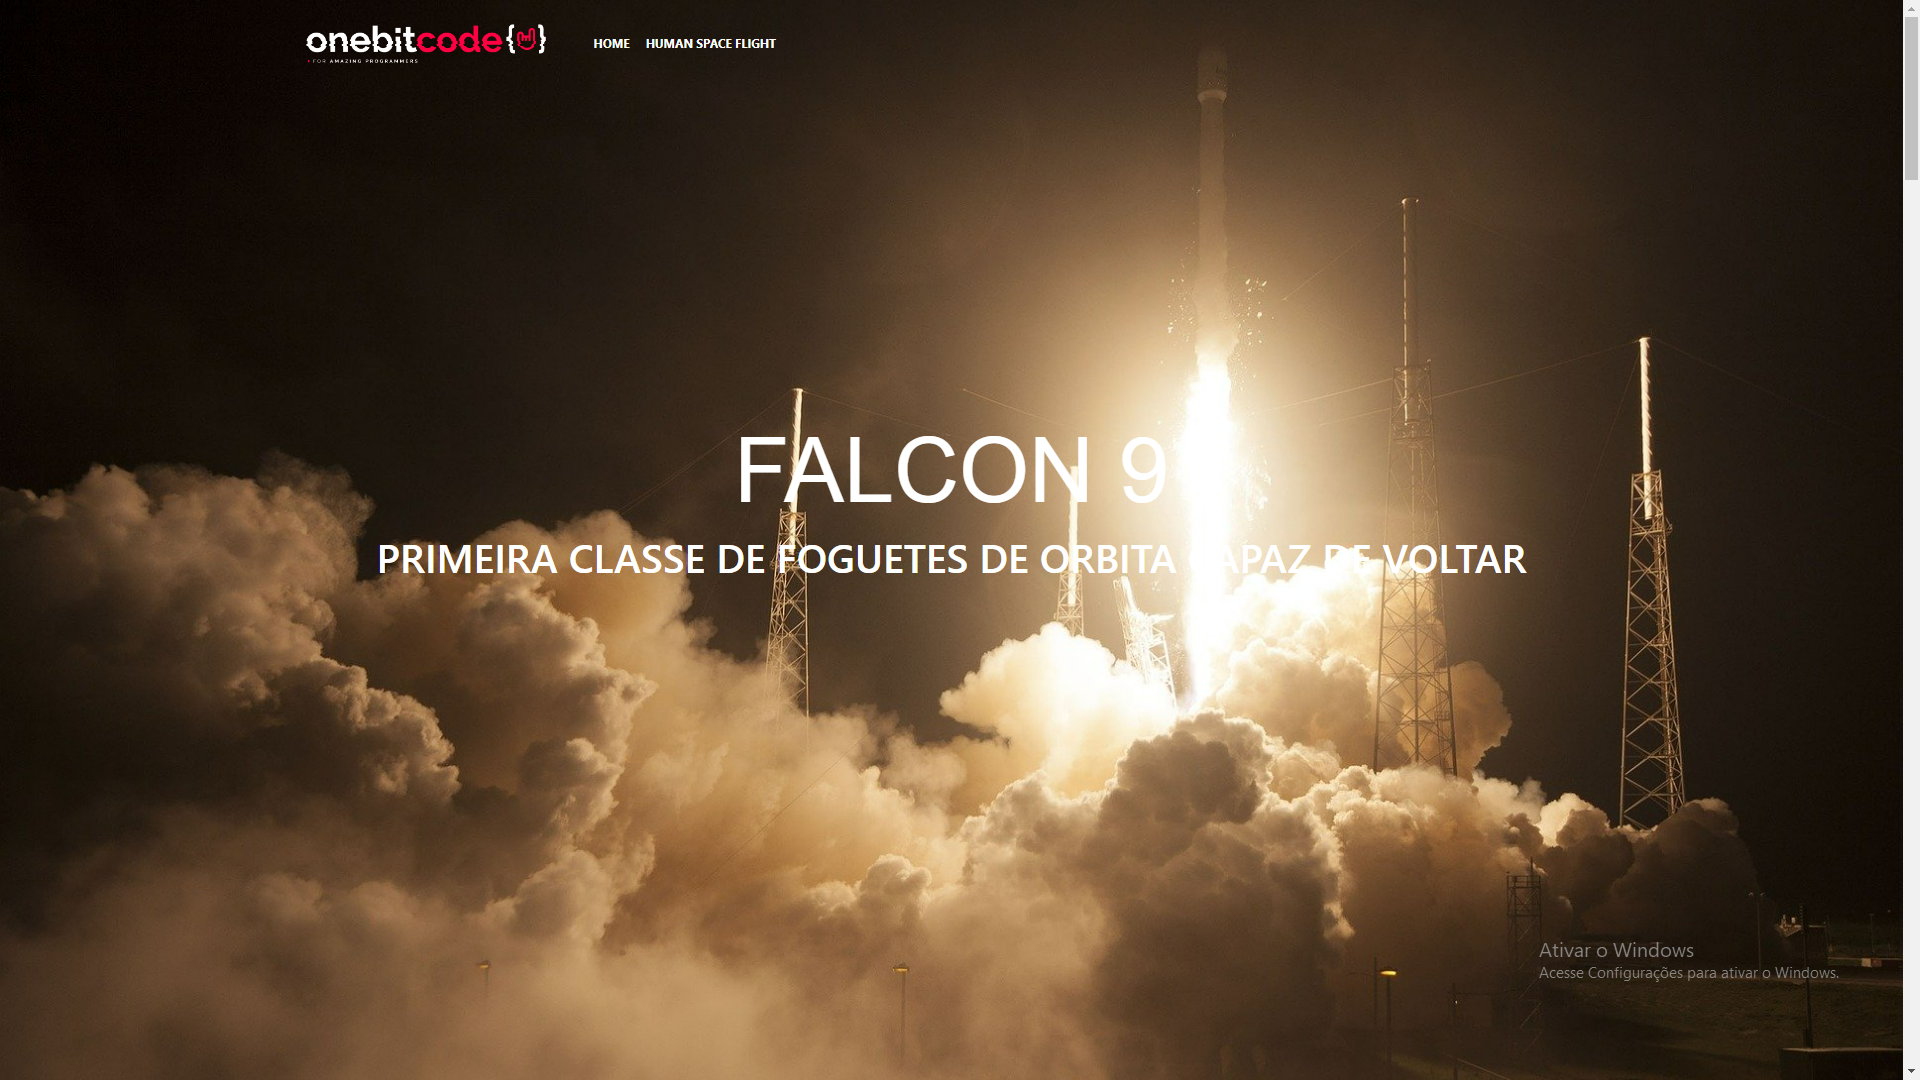 onebitcode
FOR AMAZING PROGRAMMERS
HOME
HUMAN SPACE FLIGHT
FALCON 9
PRIMEIRA CLASSE DE FOGUETES DE ORBITA CAPAZ DE VOLTAR
Ativar o Windows
Acesse Configurações para ativar o Windows.